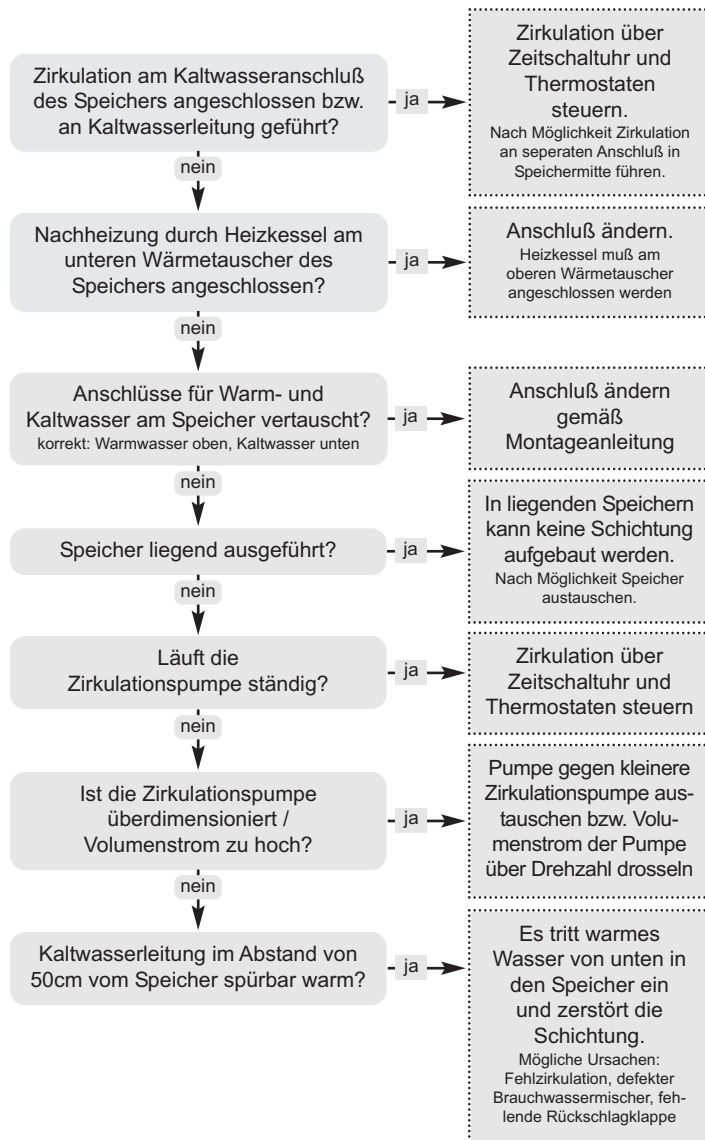 Zirkulation am Kaltwasseranschluß
des Speichers angeschlossen bzw.
an Kaltwasserleitung geführt?
ja
Zirkulation über
Zeitschaltuhr und
Thermostaten
steuern.
Nach Möglichkeit Zirkulation
an seperaten Anschluß in
Speichermitte führen.
nein
Nachheizung durch Heizkessel am
unteren Wärmetauscher des
Speichers angeschlossen?
ja
Anschluß ändern.
Heizkessel muß am
oberen Wärmetauscher
angeschlossen werden
nein
Anschlüsse für Warm- und
Kaltwasser am Speicher vertauscht?
korrekt: Warmwasser oben, Kaltwasser unten
ja
Anschluß ändern
gemäß
Montageanleitung
nein
Speicher liegend ausgeführt?
ja
In liegenden Speichern
kann keine Schichtung
aufgebaut werden.
Nach Möglichkeit Speicher
austauschen.
nein
Läuft die
Zirkulationspumpe ständig?
ja
Zirkulation über
Zeitschaltuhr und
Thermostaten steuern
nein
Ist die Zirkulationspumpe
überdimensioniert /
Volumenstrom zu hoch?
ja
Pumpe gegen kleinere
Zirkulationspumpe aus-
tauschen bzw. Volu-
menstrom der Pumpe
über Drehzahl drosseln
nein
Kaltwasserleitung im Abstand von
50cm vom Speicher spürbar warm?
ja
Es tritt warmes
Wasser von unten in
den Speicher ein
und zerstört die
Schichtung.
Mögliche Ursachen:
Fehlzirkulation, defekter
Brauchwassermischer, feh-
lende Rückschlagklappe